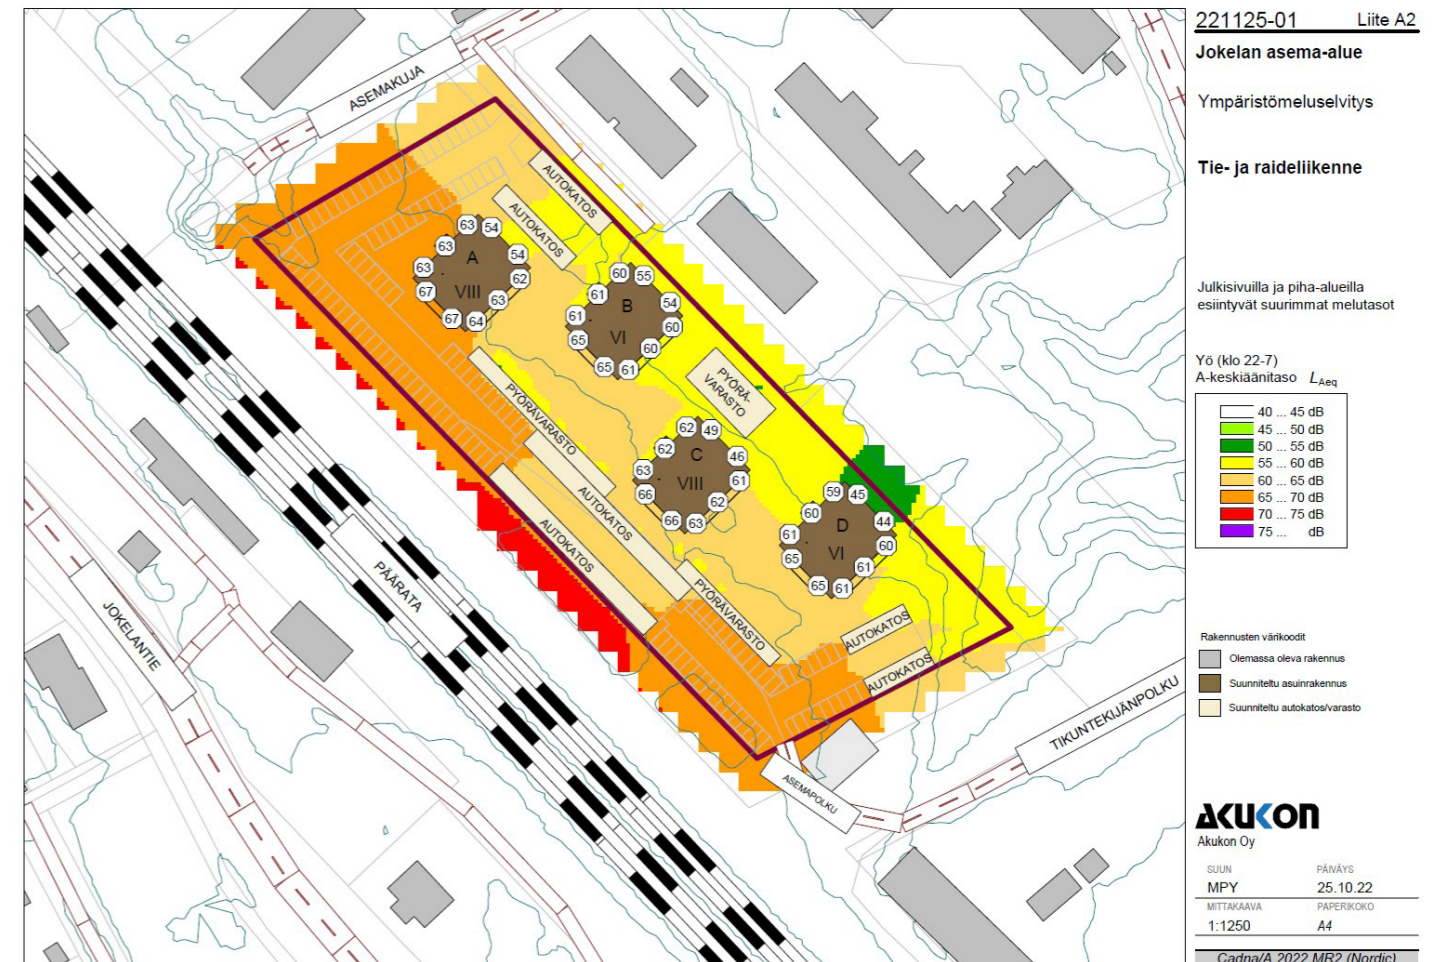 221125-01 Liite A2
Jokelan asema-alue
Ympäristömeluselvitys
Tie- ja raideliikenne
Julkisivuilla ja piha-alueilla
esiintyvät suurimmat melutasot
Yö (klo 22-7)
A-keskiäänitaso LAeq
40 ... 45 dB
45 ... 50 dB
50 ... 55 dB
55 ... 60 dB
60 ... 65 dB
65 ... 70 dB
70 ... 75 dB
75 ... dB
Rakennusten värikoodit
Olemassa oleva rakennus
Suunniteltu asuinrakennus
Suunniteltu autokatos/varasto
AKUKON
Akukon Oy
SUUN PÄIVÄYS
MPY 25.10.22
MITTAKAAVA PAPERIKOKO
1:1250 A4
Cadna/A 2022 MR2 (Nordic)
ASEMAKUJA
AUTOKATOS
AUTOKATOS
63 54
63 A 54
63 62
67 VIII 63
67 64
60 55
61 B 54
61 60
65 VI 60
65 61
PYÖRÄ-
VARASTO
PYÖRÄVARASTO
62 49
62 C 46
63 61
66 VIII 62
66 63
AUTOKATOS
AUTOKATOS
59 45
60 D 44
61 60
65 VI 61
65 61
PYÖRÄVARASTO
AUTOKATOS
AUTOKATOS
PÄÄRATA
JOKELANTIE
TIKUNTEKIJÄNPOLKU
ASEMAPOLKU